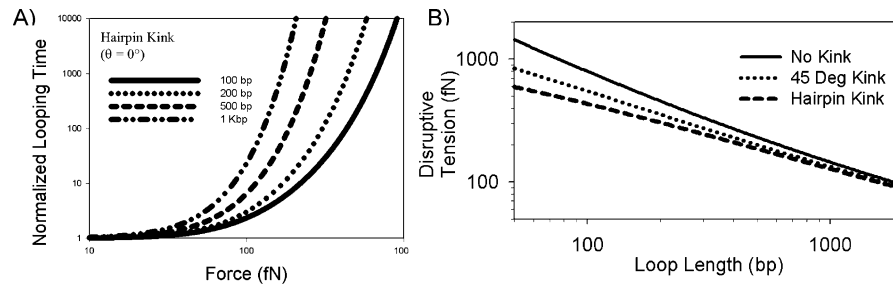 A)
Normalized Looping Time
10000
1000
100
10
1
Hairpin Kink
(θ = 0°)
100 bp
200 bp
500 bp
1 Kbp
10
100
100
Force (fN)
B)
Disruptive
Tension (fN)
1000
100
No Kink
45 Deg Kink
Hairpin Kink
100
1000
Loop Length (bp)